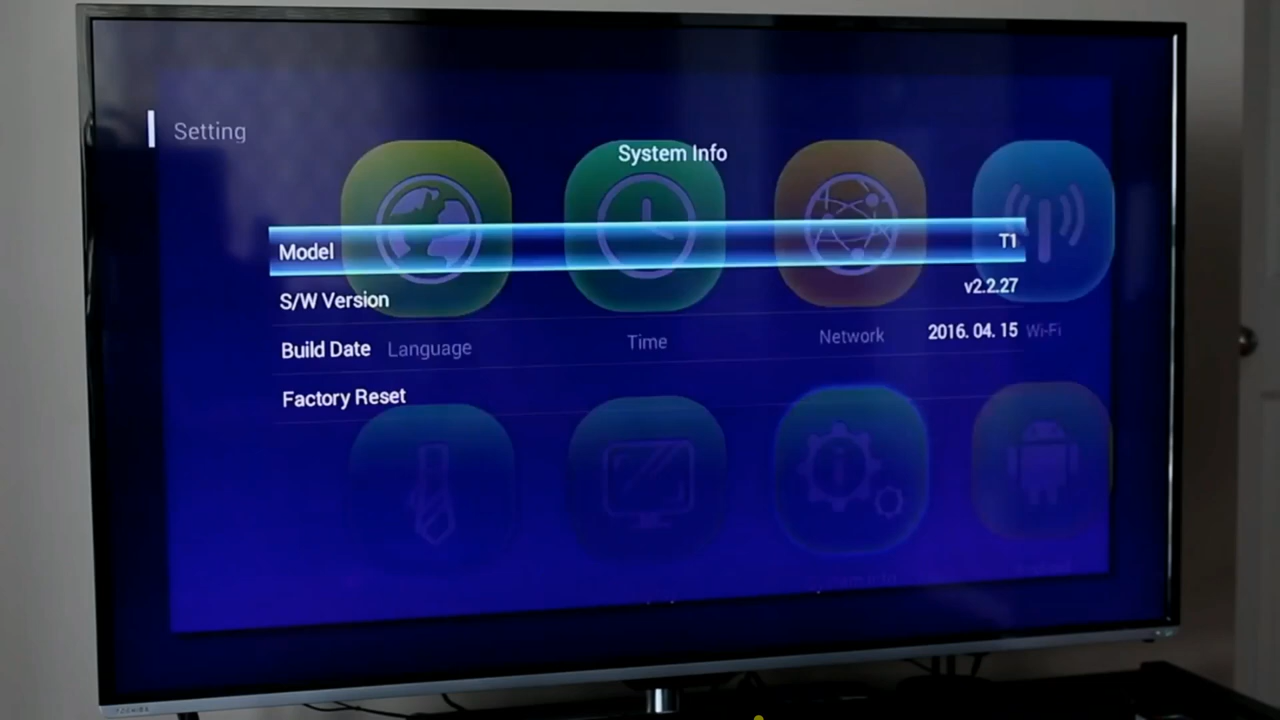 Setting
System Info
Model T1
S/W Version v2.2.27
Build Date 2016. 04. 15
Factory Reset
Language Time Network Wi-Fi
TOSHIBA